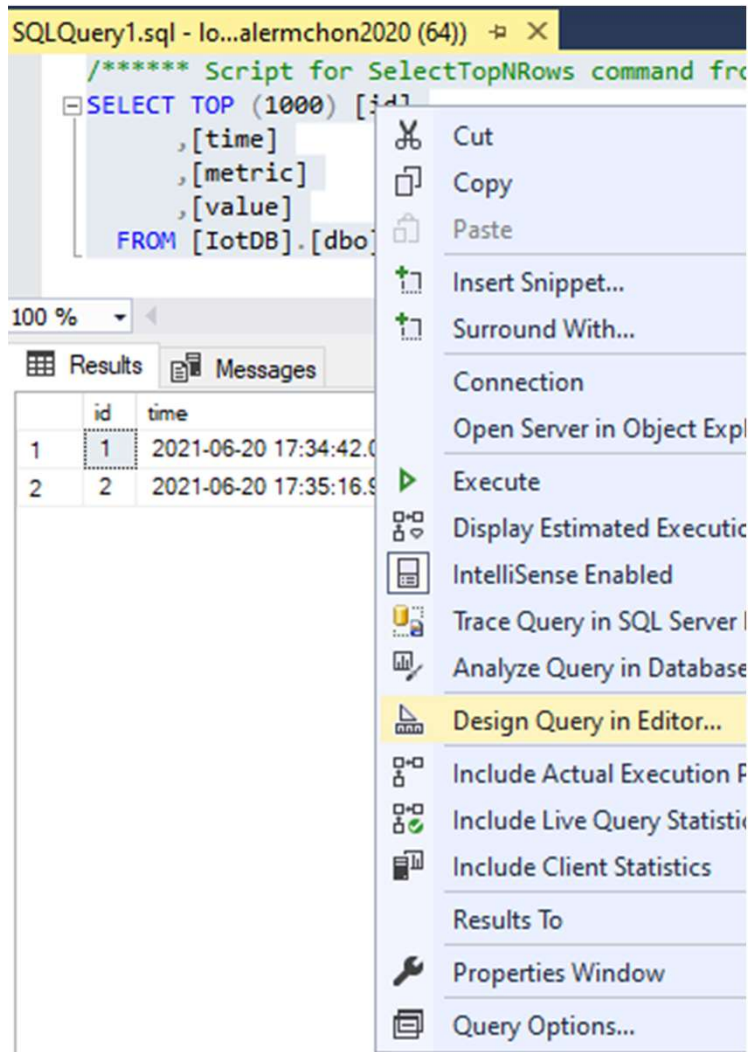 SQLQuery1.sql - lo...alermchon2020 (64))
/****** Script for SelectTopNRows command fro
SELECT TOP (1000) [id]
,[time]
,[metric]
,[value]
FROM [IotDB].[dbo]
100 %
Results Messages
id time
1 1 2021-06-20 17:34:42.0
2 2 2021-06-20 17:35:16.9
Cut
Copy
Paste
Insert Snippet...
Surround With...
Connection
Open Server in Object Expl
Execute
Display Estimated Executio
IntelliSense Enabled
Trace Query in SQL Server
Analyze Query in Database
Design Query in Editor...
Include Actual Execution P
Include Live Query Statistic
Include Client Statistics
Results To
Properties Window
Query Options...